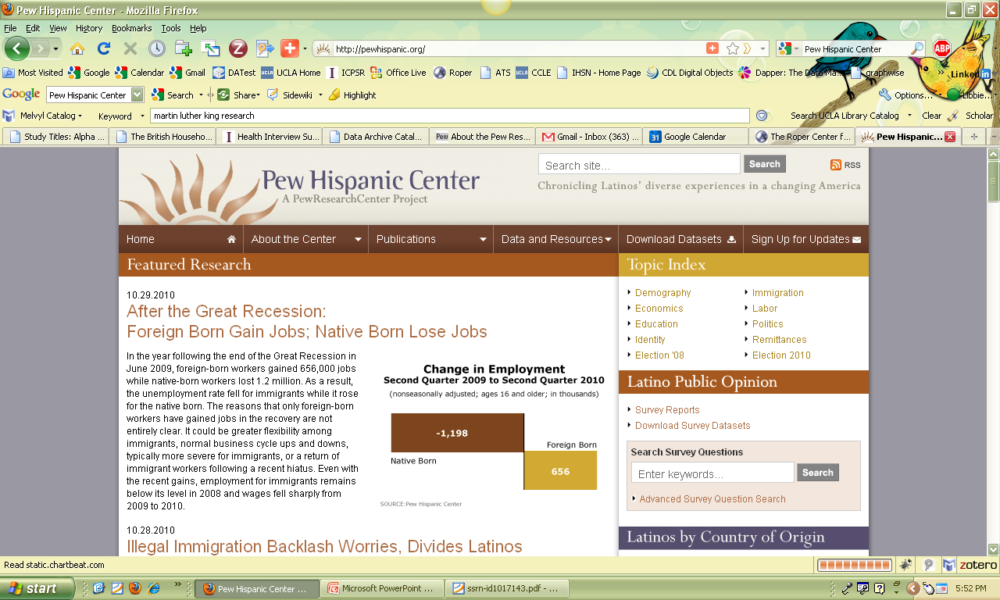 Pew Hispanic Center - Mozilla Firefox
File Edit View History Bookmarks Tools Help
http://pewhispanic.org/
Pew Hispanic Center
ABP
Most Visited Google Calendar Gmail DATest UCLA Home ICPSR Office Live Roper ATS CCLE IHSN - Home Page CDL Digital Objects Dapper: The Data Ma... graphwise » Linked in
Google Pew Hispanic Center Search Share Sidewiki Highlight Options... Libbie...
Melvyl Catalog Keyword martin luther king research Search UCLA Library Catalog Clear Scholar
Study Titles: Alpha ... The British Househo... Health Interview Su... Data Archive Catal... Pew About the Pew Res... Gmail - Inbox (363) ... 31 Google Calendar The Roper Center f... Pew Hispanic...
Pew Hispanic Center
A PewResearchCenter Project
Search site...
Search
RSS
Chronicling Latinos' diverse experiences in a changing America
Home About the Center Publications Data and Resources Download Datasets Sign Up for Updates
Featured Research
10.29.2010
After the Great Recession:
Foreign Born Gain Jobs; Native Born Lose Jobs
In the year following the end of the Great Recession in
June 2009, foreign-born workers gained 656,000 jobs
while native-born workers lost 1.2 million. As a result,
the unemployment rate fell for immigrants while it rose
for the native born. The reasons that only foreign-born
workers have gained jobs in the recovery are not
entirely clear. It could be greater flexibility among
immigrants, normal business cycle ups and downs,
typically more severe for immigrants, or a return of
immigrant workers following a recent hiatus. Even with
the recent gains, employment for immigrants remains
below its level in 2008 and wages fell sharply from
2009 to 2010.
Change in Employment
Second Quarter 2009 to Second Quarter 2010
(nonseasonally adjusted; ages 16 and older; in thousands)
-1,198
Foreign Born
Native Born
656
SOURCE:Pew Hispanic Center
10.28.2010
Illegal Immigration Backlash Worries, Divides Latinos
Topic Index
Demography Immigration
Economics Labor
Education Politics
Identity Remittances
Election '08 Election 2010
Latino Public Opinion
Survey Reports
Download Survey Datasets
Search Survey Questions
Enter keywords...
Search
Advanced Survey Question Search
Latinos by Country of Origin
Read static.chartbeat.com
zotero
start » Pew Hispanic Center ... Microsoft PowerPoint ... ssrn-id1017143.pdf - ... 5:52 PM